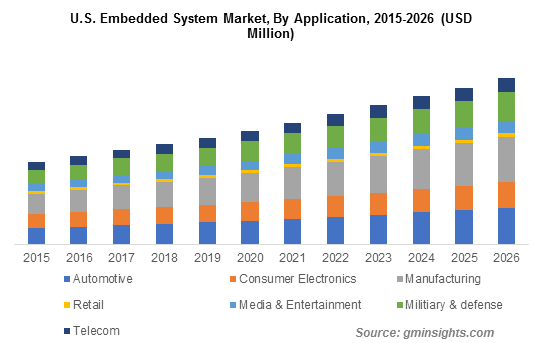 U.S. Embedded System Market, By Application, 2015-2026 (USD
Million)
2015 2016 2017 2018 2019 2020 2021 2022 2023 2024 2025 2026
Automotive Consumer Electronics Manufacturing
Retail Media & Entertainment Military & defense
Telecom
Source: gminsights.com